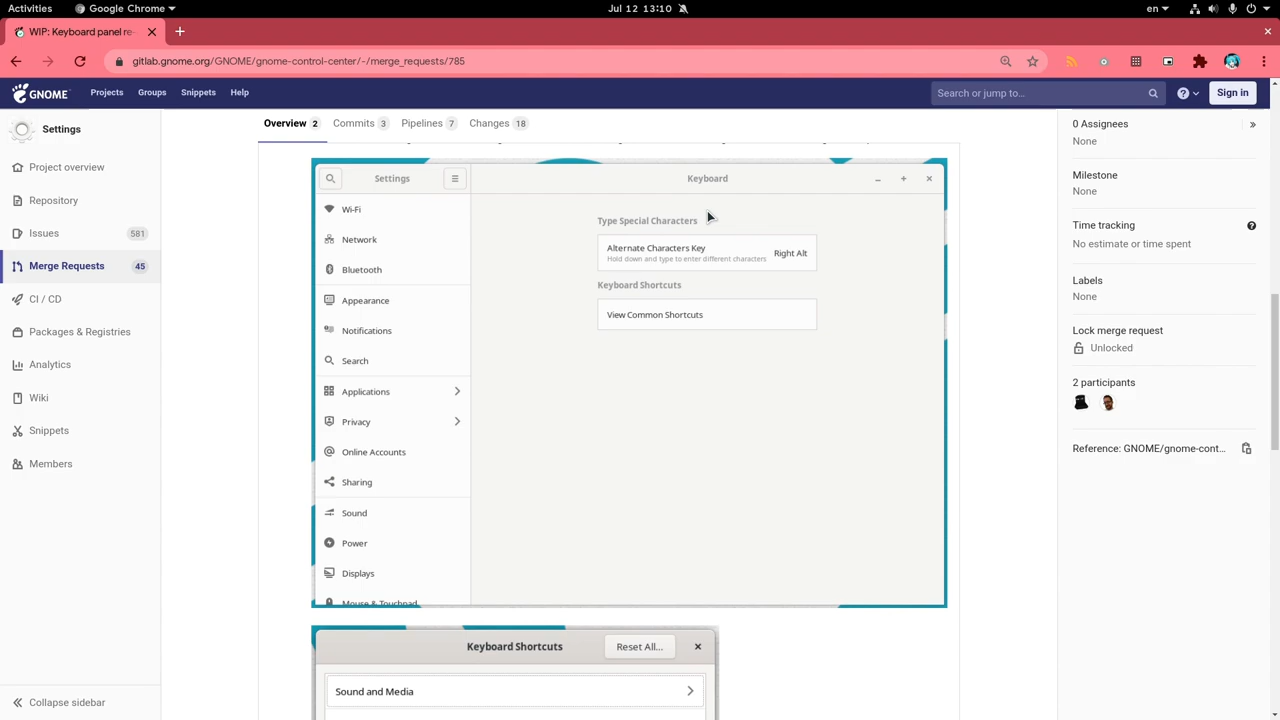 Activities
Google Chrome
Jul 12 13:10
en
WIP: Keyboard panel re
gitlab.gnome.org/GNOME/gnome-control-center/-/merge_requests/785
GNOME
Projects
Groups
Snippets
Help
Search or jump to…
Sign in
Settings
Project overview
Repository
Issues 581
Merge Requests 45
CI / CD
Packages & Registries
Analytics
Wiki
Snippets
Members
Collapse sidebar
Overview 2
Commits 3
Pipelines 7
Changes 18
Settings
Wi-Fi
Network
Bluetooth
Appearance
Notifications
Search
Applications
Privacy
Online Accounts
Sharing
Sound
Power
Displays
Mouse & Touchpad
Keyboard
Type Special Characters
Alternate Characters Key
Hold down and type to enter different characters
Right Alt
Keyboard Shortcuts
View Common Shortcuts
Keyboard Shortcuts
Reset All...
Sound and Media
0 Assignees
None
Milestone
None
Time tracking
No estimate or time spent
Labels
None
Lock merge request
Unlocked
2 participants
Reference: GNOME/gnome-cont…